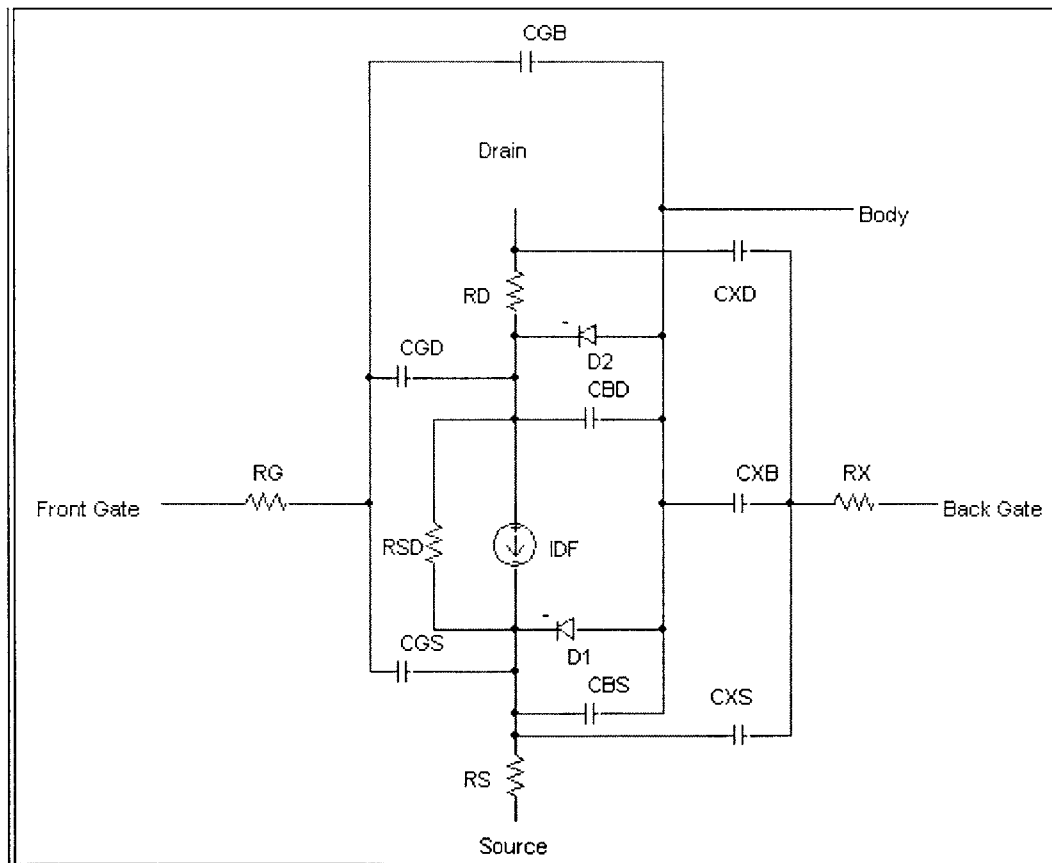 CGB
Drain
Body
CXD
RD
D2
CGD
CBD
RG
CXB
RX
Front Gate
Back Gate
RSD
IDF
CGS
D1
CBS
CXS
RS
Source